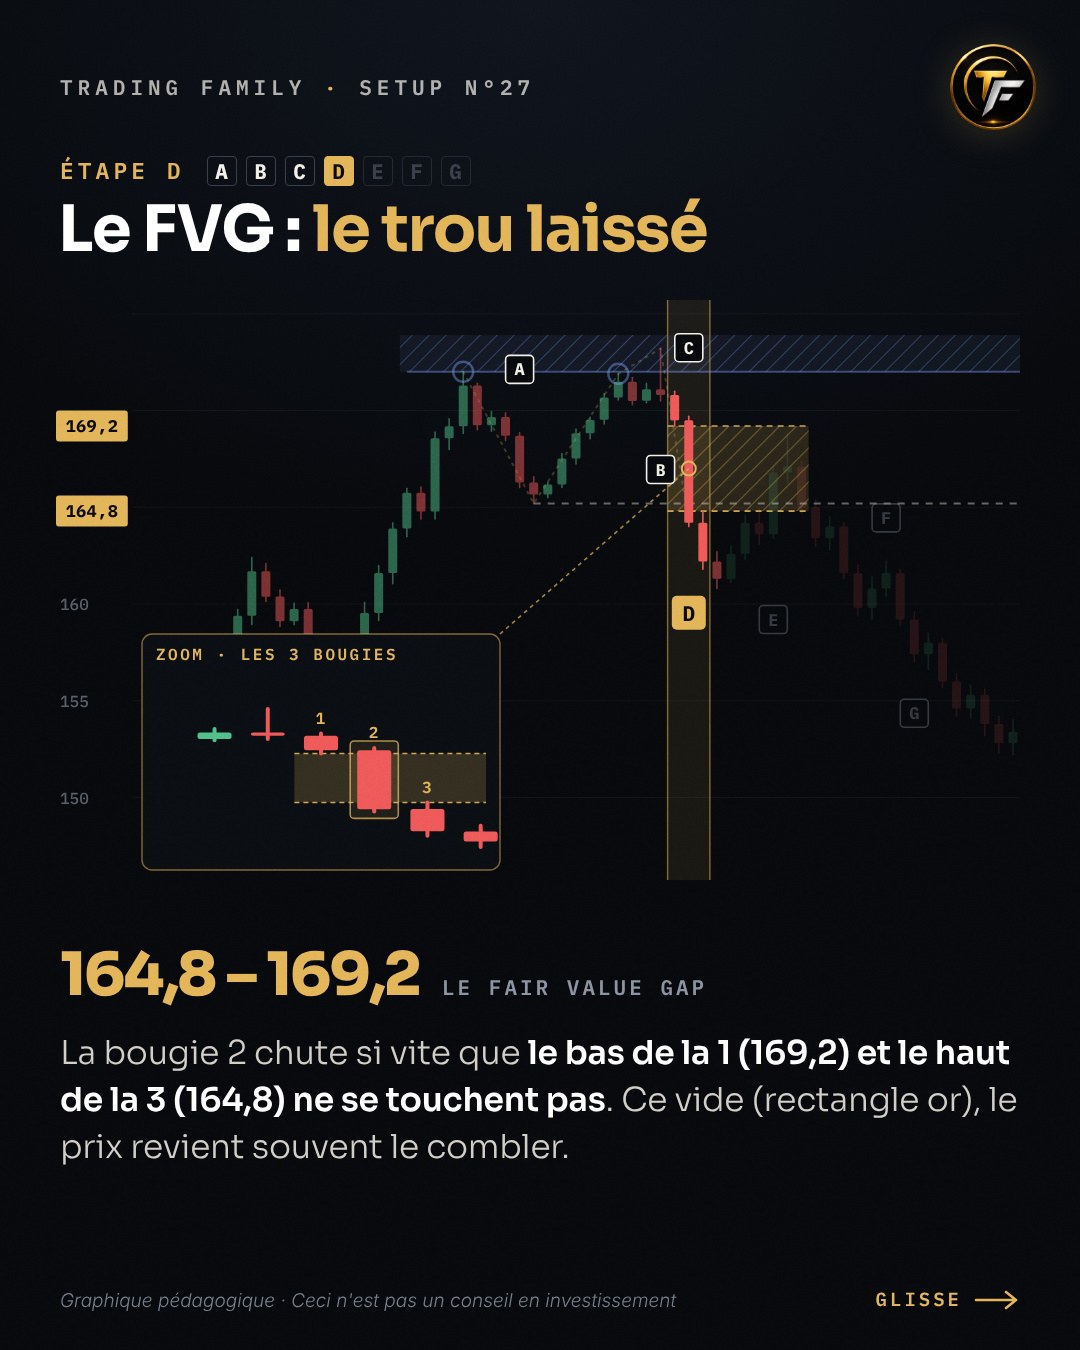 TRADING FAMILY · SETUP N°27
TF
ÉTAPE D A B C D E F G
Le FVG : le trou laissé
C
A
169,2
B
164,8
F
160
D
E
ZOOM · LES 3 BOUGIES
155
G
1
2
3
150
164,8 – 169,2 LE FAIR VALUE GAP
La bougie 2 chute si vite que le bas de la 1 (169,2) et le haut
de la 3 (164,8) ne se touchent pas. Ce vide (rectangle or), le
prix revient souvent le combler.
Graphique pédagogique · Ceci n'est pas un conseil en investissement
GLISSE →